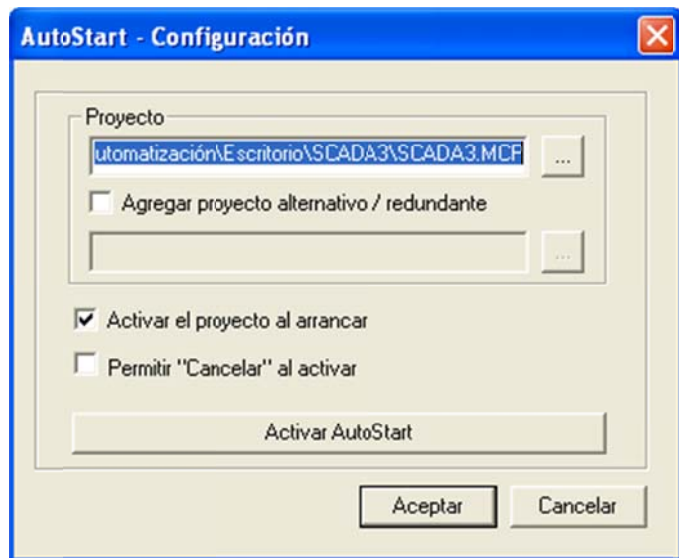 AutoStart - Configuración
Proyecto
utomatización\Escritorio\SCADA3\SCADA3.MCP
...
Agregar proyecto alternativo / redundante
...
Activar el proyecto al arrancar
Permitir "Cancelar" al activar
Activar AutoStart
Aceptar
Cancelar